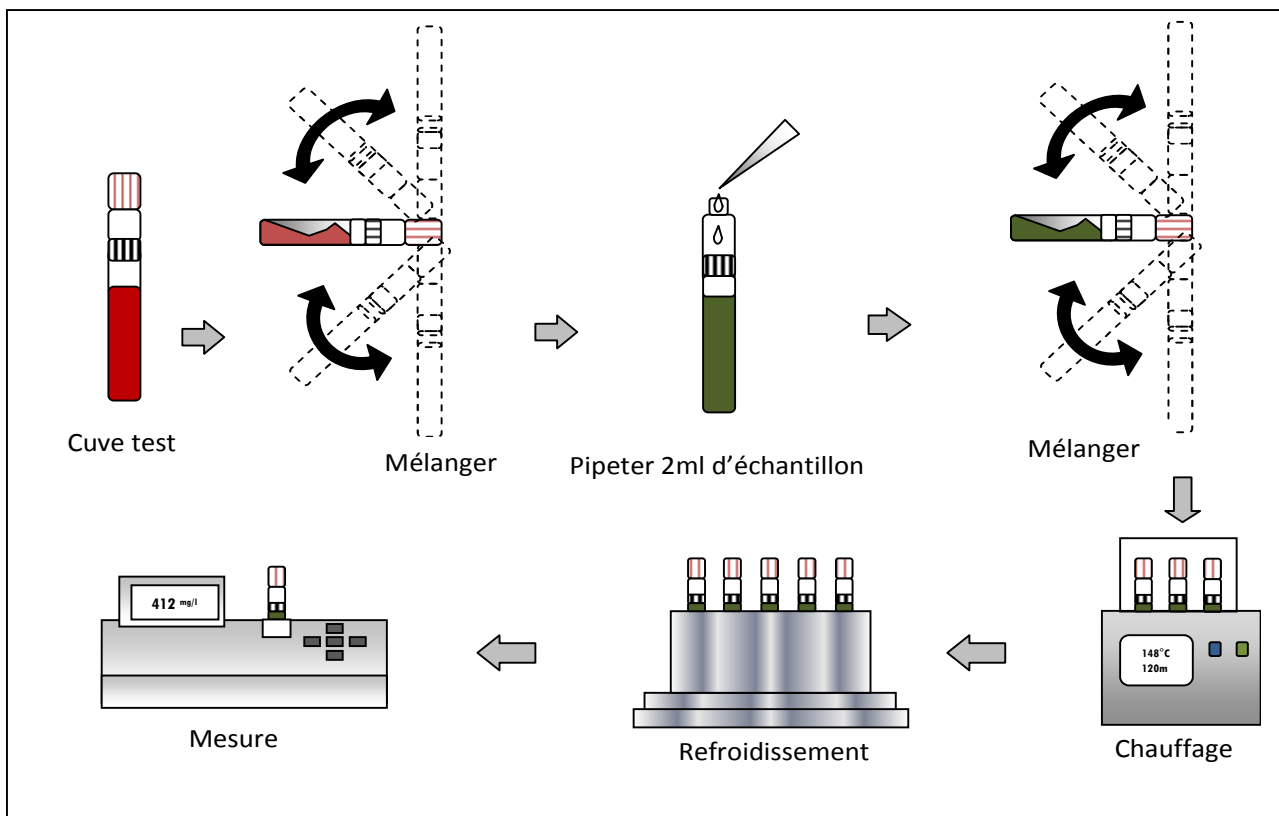 Cuve test
Mélanger
Pipeter 2ml d’échantillon
Mélanger
148°C
120m
Chauffage
Refroidissement
412 mg/l
Mesure